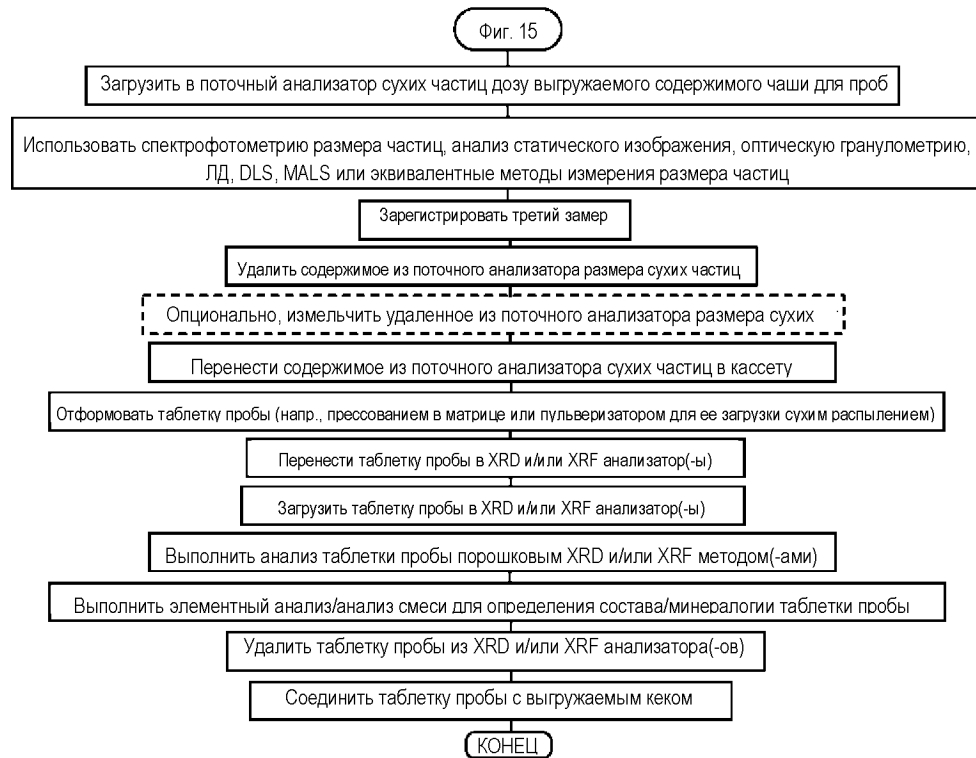 Фиг. 15
Загрузить в поточный анализатор сухих частиц дозу выгружаемого содержимого чаши для проб
Использовать спектрофотометрию размера частиц, анализ статического изображения, оптическую гранулометрию,
ЛД, DLS, MALS или эквивалентные методы измерения размера частиц
Зарегистрировать третий замер
Удалить содержимое из поточного анализатора размера сухих частиц
Опционально, измельчить удаленное из поточного анализатора размера сухих
Перенести содержимое из поточного анализатора сухих частиц в кассету
Отформовать таблетку пробы (напр., прессованием в матрице или пульверизатором для ее загрузки сухим распылением)
Перенести таблетку пробы в XRD и/или XRF анализатор(-ы)
Загрузить таблетку пробы в XRD и/или XRF анализатор(-ы)
Выполнить анализ таблетки пробы порошковым XRD и/или XRF методом(-ами)
Выполнить элементный анализ/анализ смеси для определения состава/минералогии таблетки пробы
Удалить таблетку пробы из XRD и/или XRF анализатора(-ов)
Соединить таблетку пробы с выгружаемым кеком
КОНЕЦ